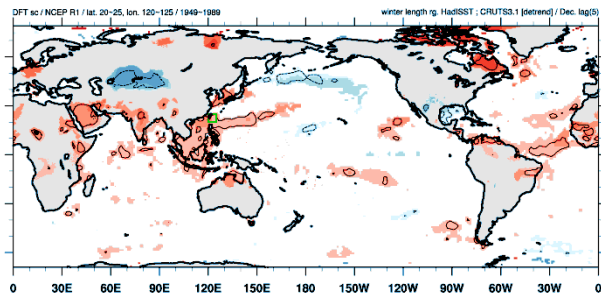 DFT sc / NCEP R1 / lat. 20-25, lon. 120-125 / 1949-1989
winter length rg. HadISST ; CRUTS3.1 [detrend] / Dec. lag(5)
0 30E 60E 90E 120E 150E 180 150W 120W 90W 60W 30W 0